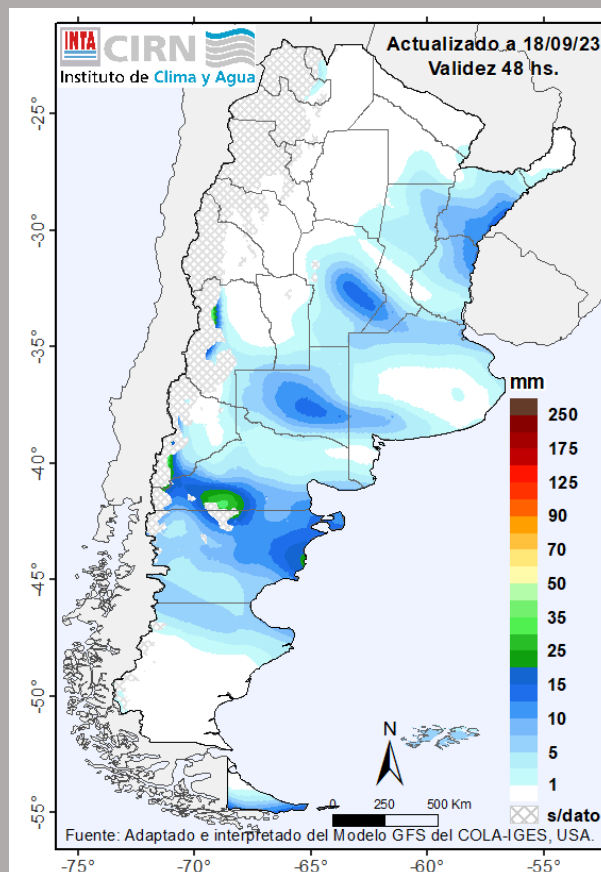 INTA CIRN
Instituto de Clima y Agua
Actualizado a 18/09/23
Validez 48 hs.
-25°
-30°
-35°
-40°
-45°
-50°
-55°
mm
250
175
125
90
70
50
35
25
15
10
5
1
s/dato
N
0 250 500 Km
Fuente: Adaptado e interpretado del Modelo GFS del COLA-IGES, USA.
-75° -70° -65° -60° -55°